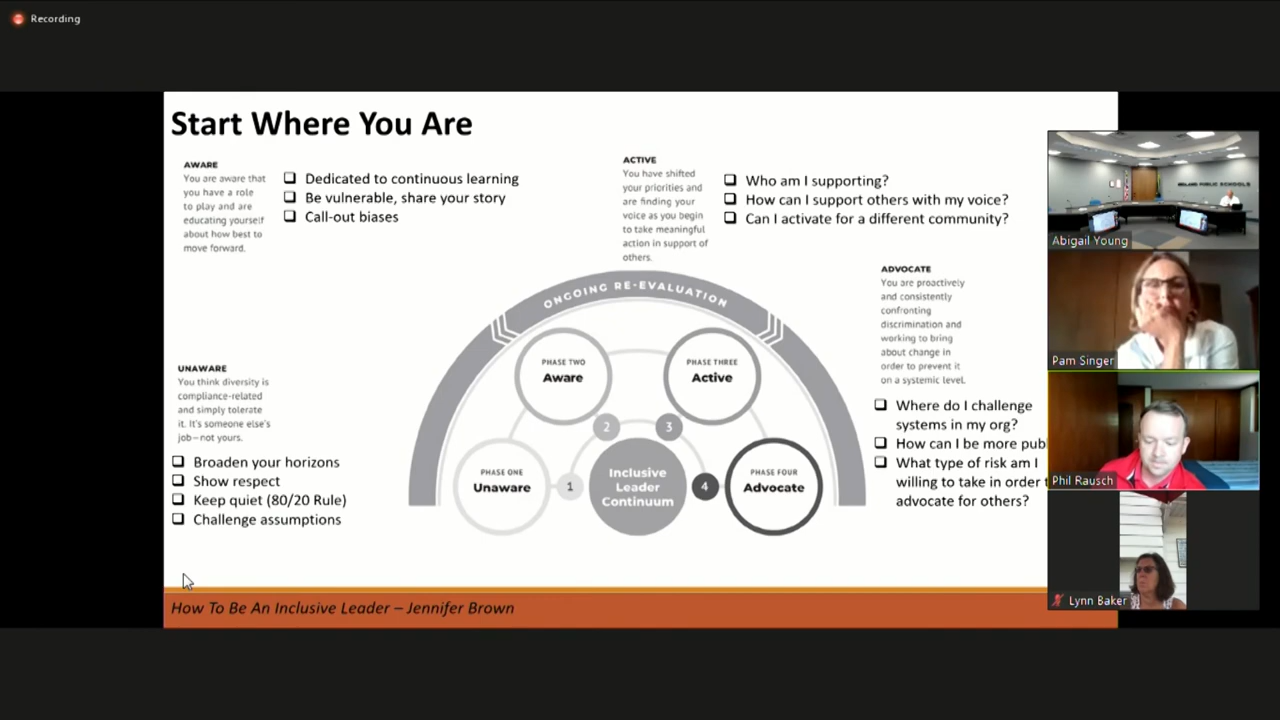 Recording
Start Where You Are
AWARE
You are aware that
you have a role
to play and are
educating yourself
about how best to
move forward.
❑ Dedicated to continuous learning
❑ Be vulnerable, share your story
❑ Call-out biases
ACTIVE
You have shifted
your priorities and
are finding your
voice as you begin
to take meaningful
action in support of
others.
❑ Who am I supporting?
❑ How can I support others with my voice?
❑ Can I activate for a different community?
UNAWARE
You think diversity is
compliance-related
and simply tolerate
it. It's someone else's
job—not yours.
❑ Broaden your horizons
❑ Show respect
❑ Keep quiet (80/20 Rule)
❑ Challenge assumptions
ONGOING RE-EVALUATION
PHASE TWO
Aware
PHASE THREE
Active
2
3
PHASE ONE
Unaware
1
Inclusive
Leader
Continuum
4
PHASE FOUR
Advocate
ADVOCATE
You are proactively
and consistently
confronting
discrimination and
working to bring
about change in
order to prevent it
on a systemic level.
❑ Where do I challenge
systems in my org?
❑ How can I be more
❑ What type of risk am I
willing to take in order
advocate for others?
How To Be An Inclusive Leader – Jennifer Brown
PUBLIC SCHOOLS
Abigail Young
Pam Singer
Phil Rausch
Lynn Baker